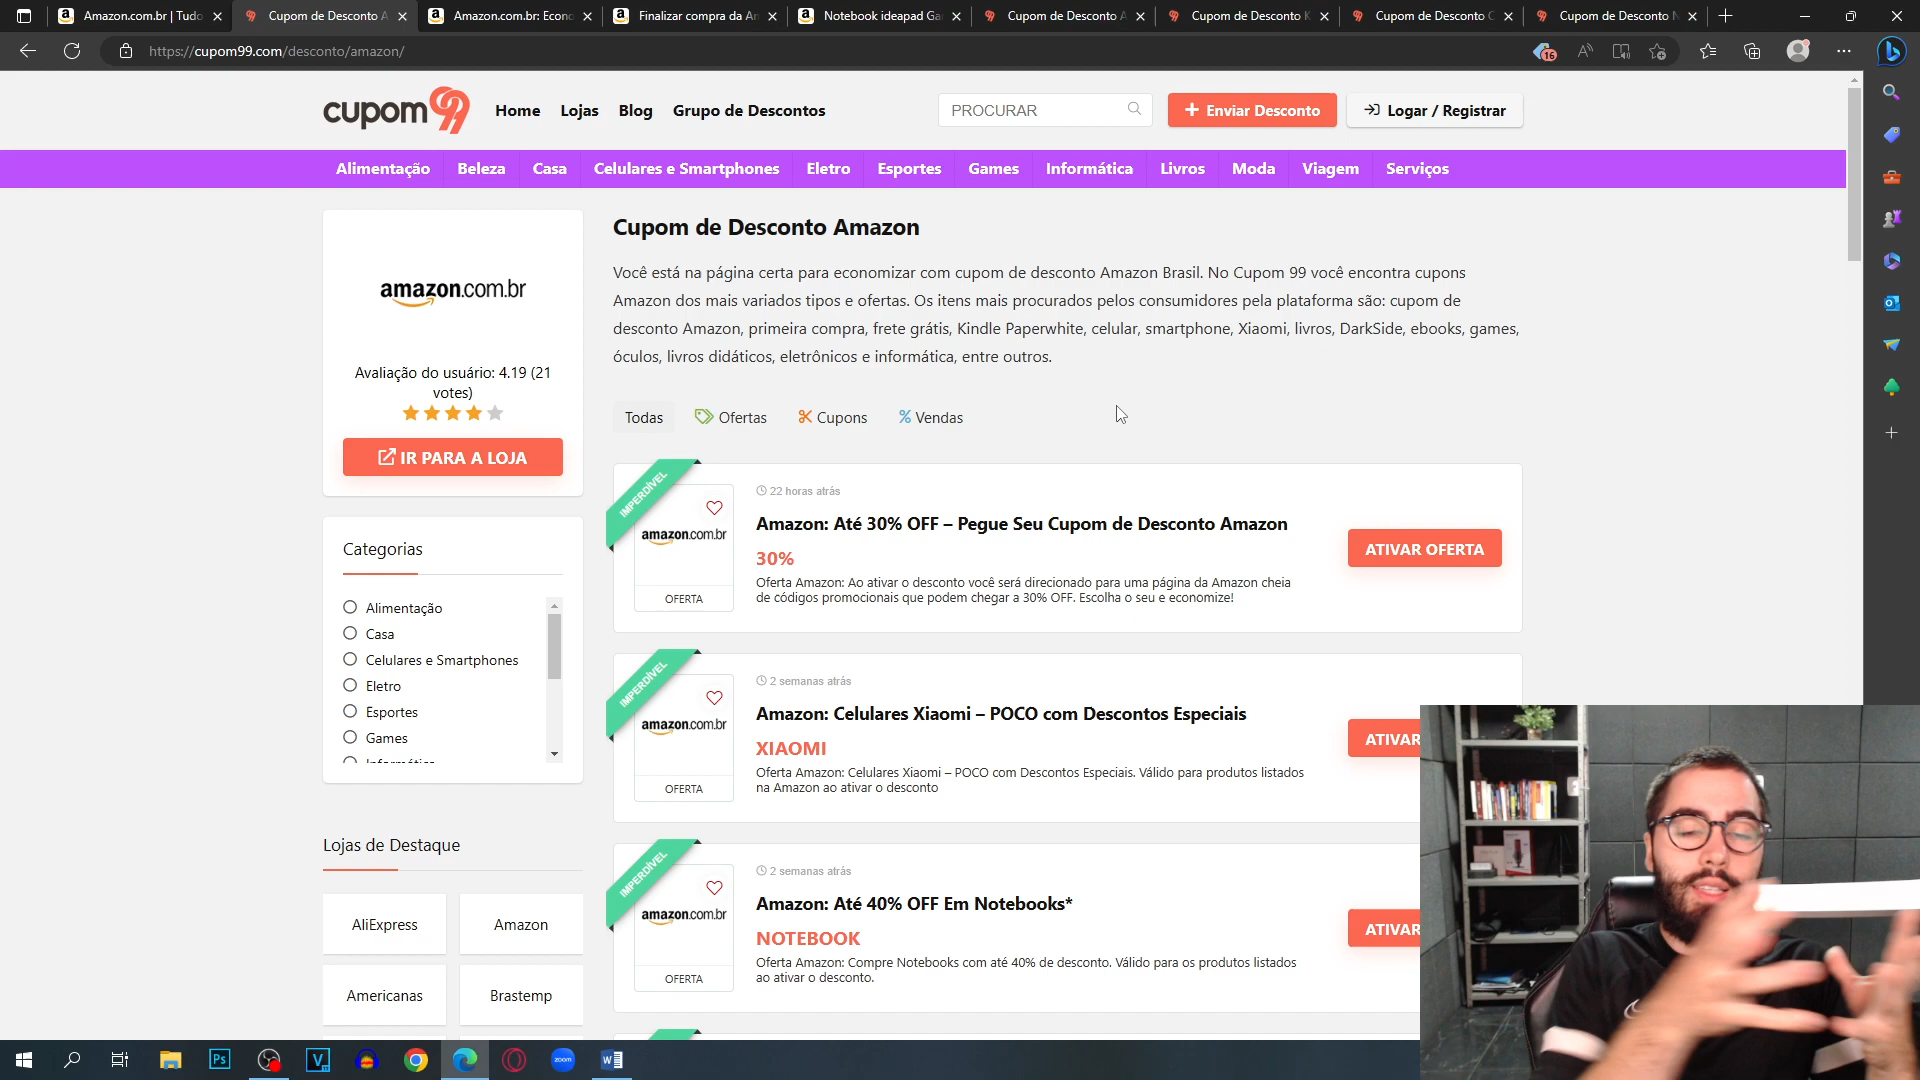 Amazon.com.br | Tudo
Cupom de Desconto A
Amazon.com.br: Econo
Finalizar compra da An
Notebook ideapad Ga
Cupom de Desconto A
Cupom de Desconto K
Cupom de Desconto C
Cupom de Desconto N
https://cupom99.com/desconto/amazon/
16
cupom99
Home
Lojas
Blog
Grupo de Descontos
PROCURAR
Enviar Desconto
Logar / Registrar
Alimentação
Beleza
Casa
Celulares e Smartphones
Eletro
Esportes
Games
Informática
Livros
Moda
Viagem
Serviços
amazon.com.br
Avaliação do usuário: 4.19 (21
votes)
IR PARA A LOJA
Categorias
Alimentação
Casa
Celulares e Smartphones
Eletro
Esportes
Games
Informática
Lojas de Destaque
AliExpress
Amazon
Americanas
Brastemp
Cupom de Desconto Amazon
Você está na página certa para economizar com cupom de desconto Amazon Brasil. No Cupom 99 você encontra cupons
Amazon dos mais variados tipos e ofertas. Os itens mais procurados pelos consumidores pela plataforma são: cupom de
desconto Amazon, primeira compra, frete grátis, Kindle Paperwhite, celular, smartphone, Xiaomi, livros, DarkSide, ebooks, games,
óculos, livros didáticos, eletrônicos e informática, entre outros.
Todas
Ofertas
Cupons
% Vendas
IMPERDÍVEL
amazon.com.br
OFERTA
22 horas atrás
Amazon: Até 30% OFF – Pegue Seu Cupom de Desconto Amazon
30%
Oferta Amazon: Ao ativar o desconto você será direcionado para uma página da Amazon cheia
de códigos promocionais que podem chegar a 30% OFF. Escolha o seu e economize!
ATIVAR OFERTA
IMPERDÍVEL
amazon.com.br
OFERTA
2 semanas atrás
Amazon: Celulares Xiaomi – POCO com Descontos Especiais
XIAOMI
Oferta Amazon: Celulares Xiaomi – POCO com Descontos Especiais. Válido para produtos listados
na Amazon ao ativar o desconto
ATIVAR
IMPERDÍVEL
amazon.com.br
OFERTA
2 semanas atrás
Amazon: Até 40% OFF Em Notebooks*
NOTEBOOK
Oferta Amazon: Compre Notebooks com até 40% de desconto. Válido para os produtos listados
ao ativar o desconto.
ATIVAR
Ps
V
zoom
W